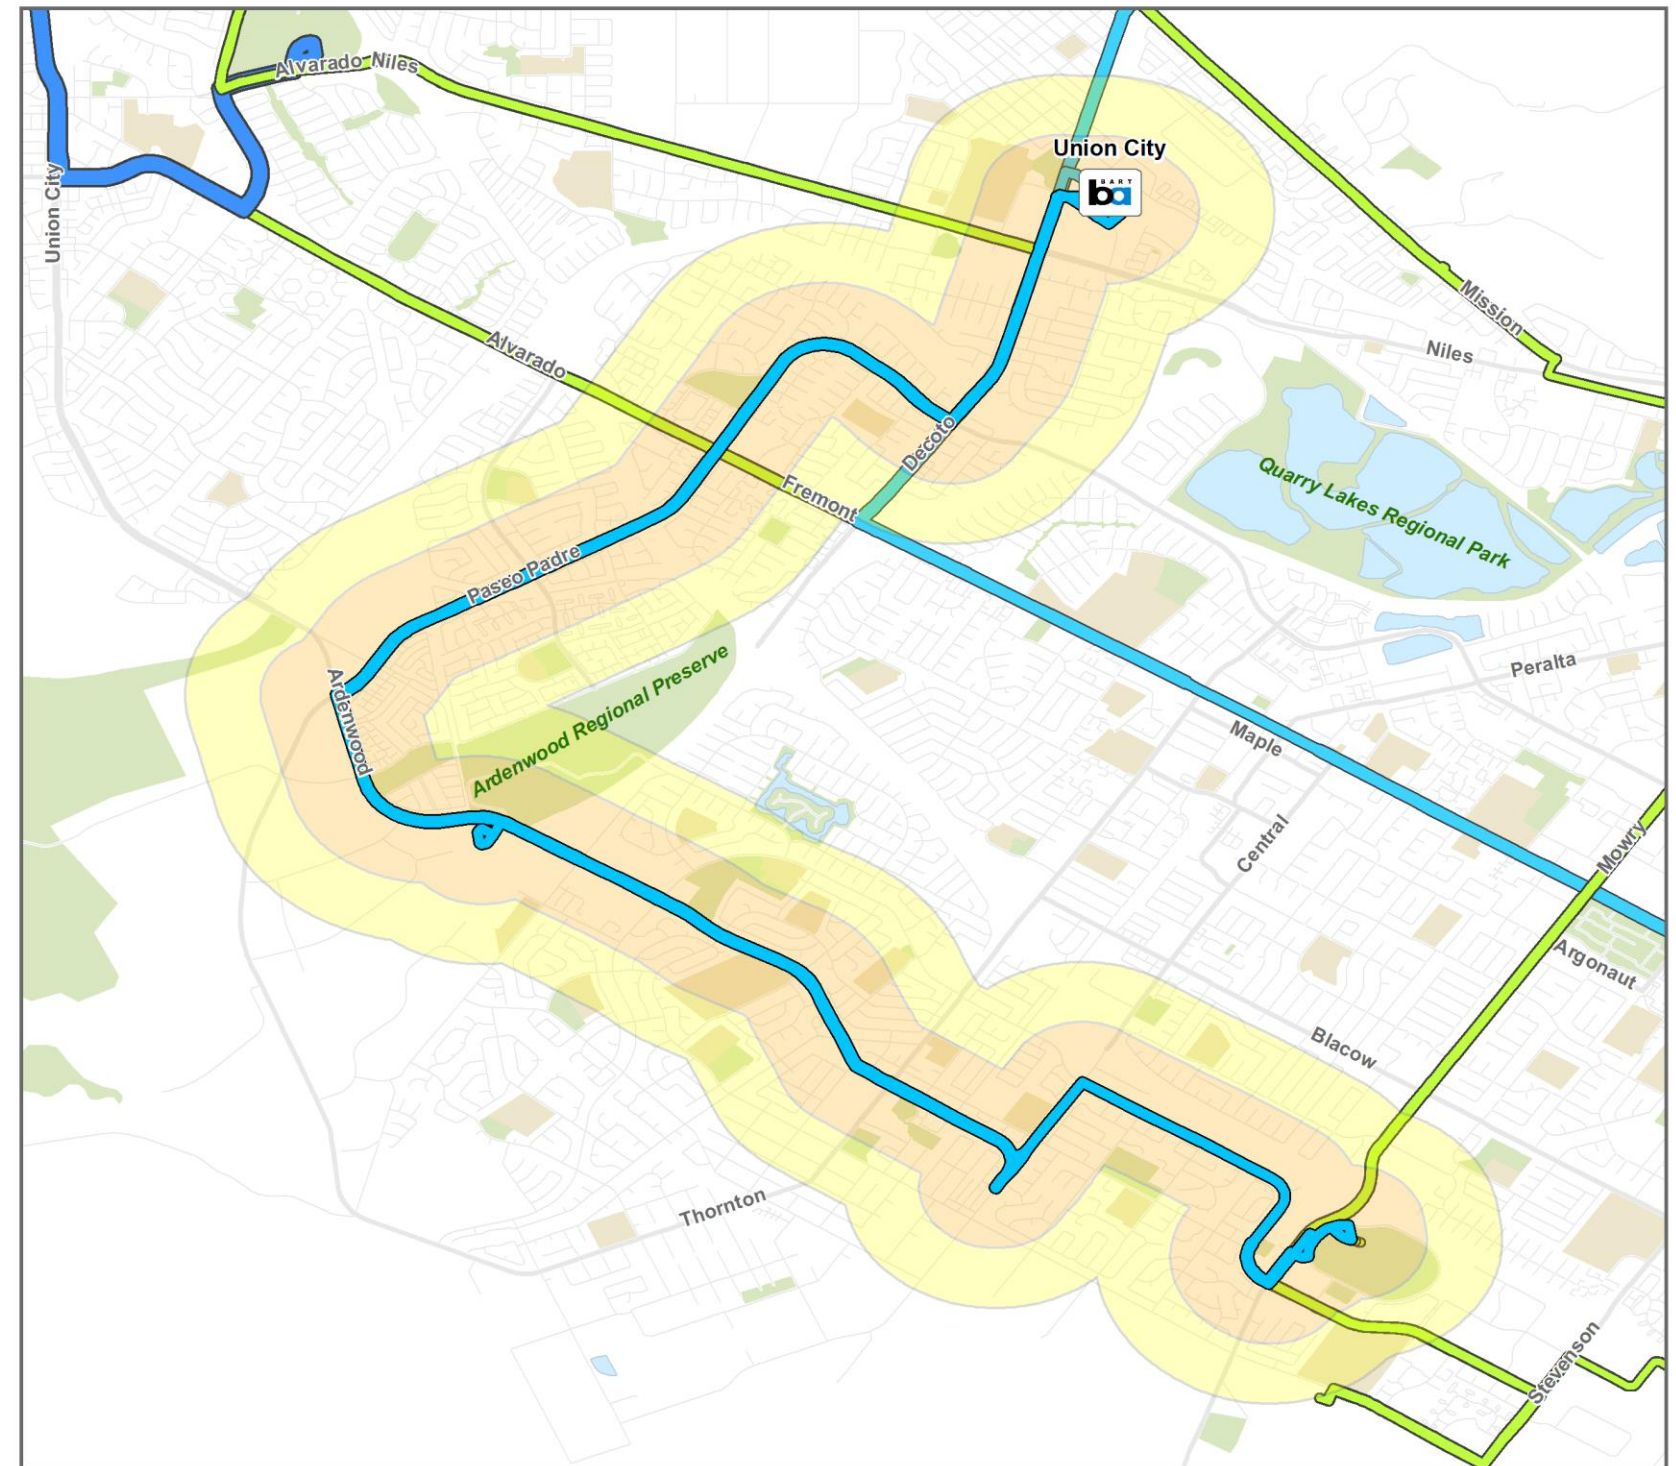 Alvarado Niles
Union City
BART
ba
Union City
Mission
Niles
Alvarado
Decoto
Quarry Lakes Regional Park
Fremont
Paseo Padre
Ardenwood
Ardenwood Regional Preserve
Peralta
Maple
Central
Mowry
Argonaut
Blacow
Thornton
Stevenson